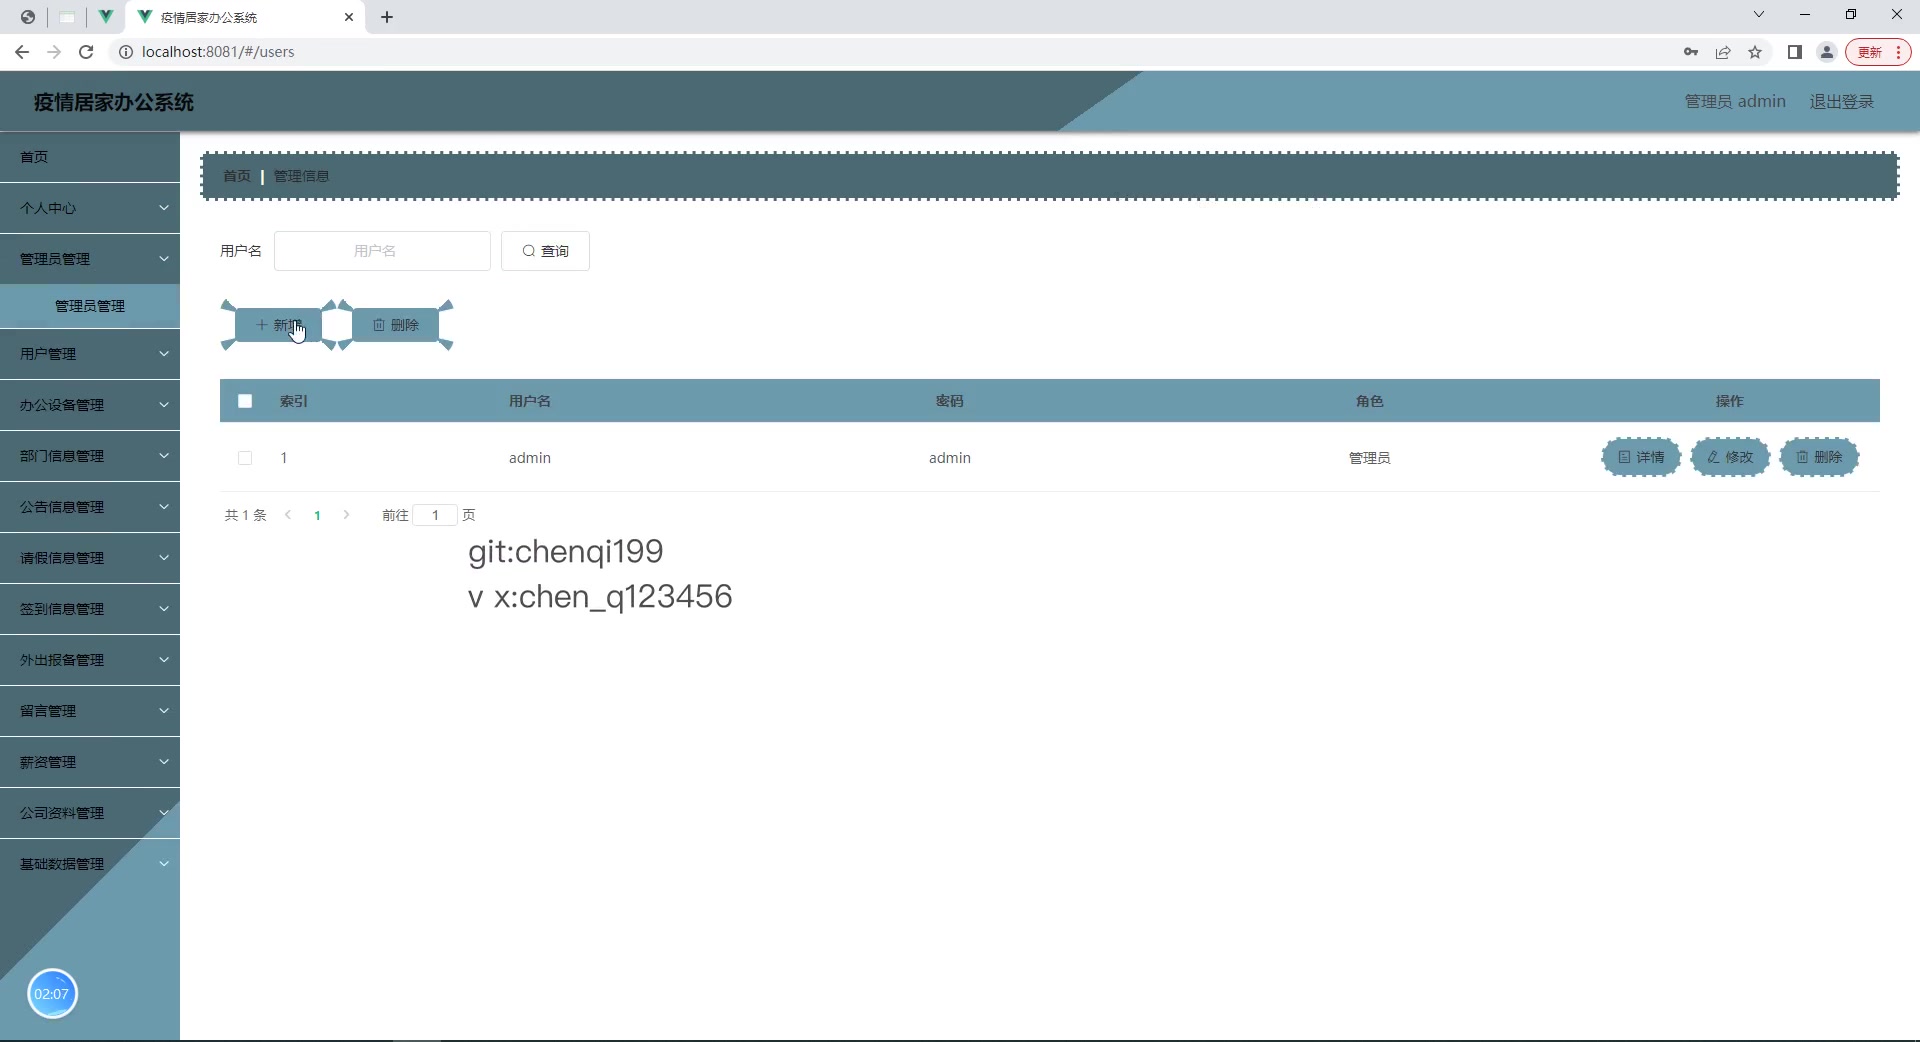 疫情居家办公系统
localhost:8081/#/users
更新
疫情居家办公系统
管理员 admin 退出登录
首页
个人中心
管理员管理
管理员管理
用户管理
办公设备管理
部门信息管理
公告信息管理
请假信息管理
签到信息管理
外出报备管理
留言管理
薪资管理
公司资料管理
基础数据管理
02:07
首页 | 管理信息
用户名 用户名 查询
新增 删除
索引 用户名 密码 角色 操作
1 admin admin 管理员 详情 修改 删除
共 1 条 1 前往 1 页
git:chenqi199
v x:chen_q123456